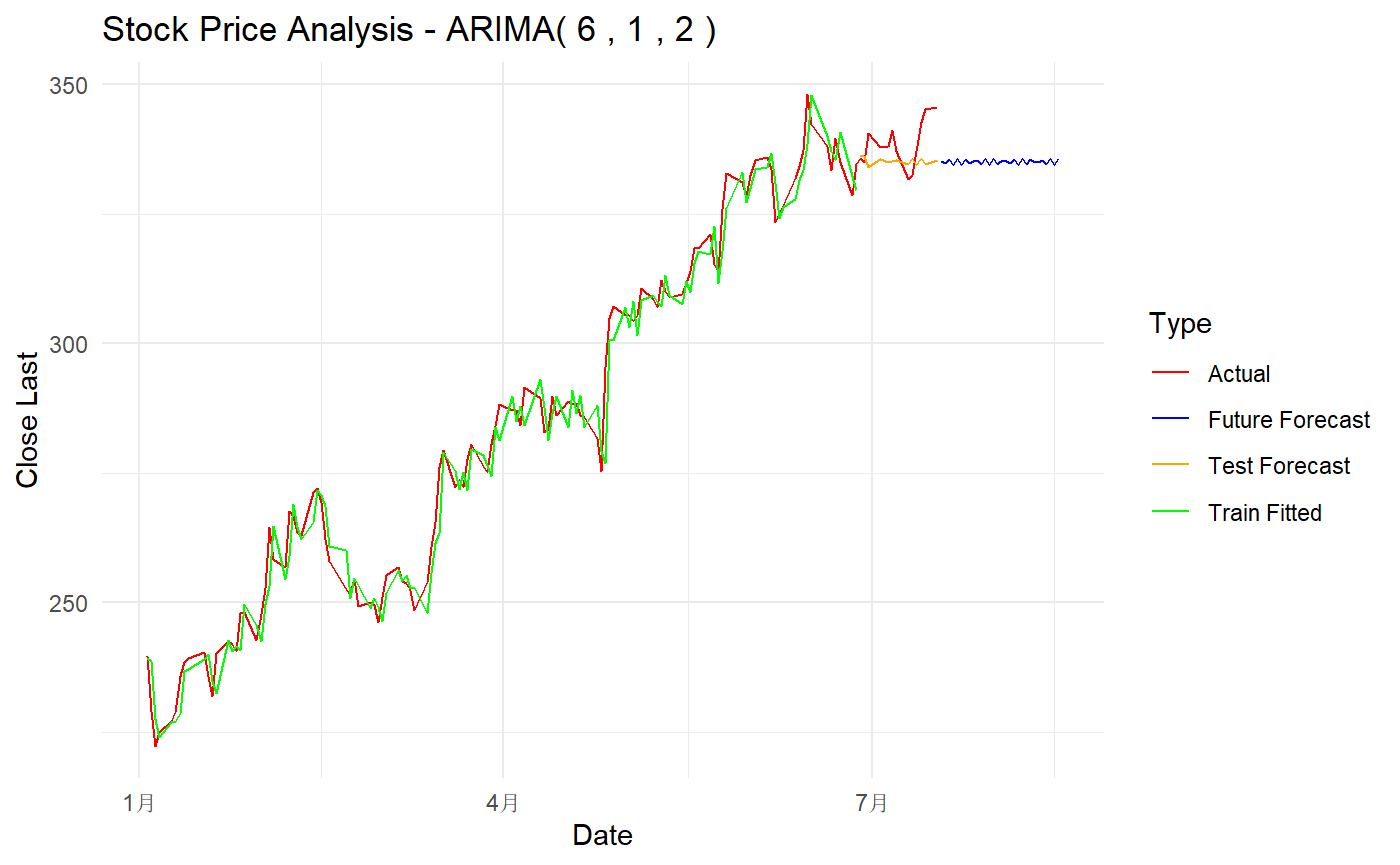 Stock Price Analysis - ARIMA( 6 , 1 , 2 )
350
300
250
Close Last
1月
4月
7月
Date
Type
Actual
Future Forecast
Test Forecast
Train Fitted